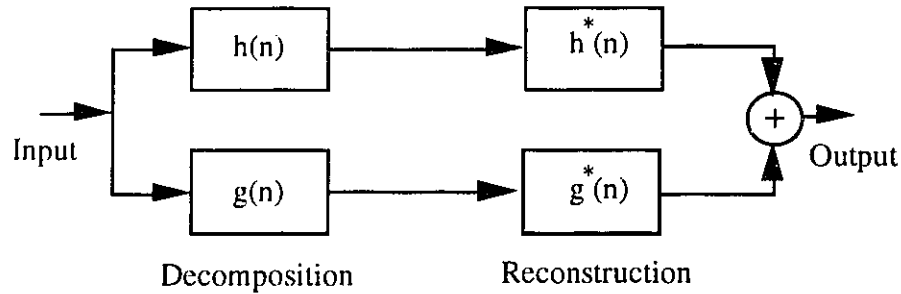 h(n)
h*(n)
Input
+
Output
g(n)
g*(n)
Decomposition
Reconstruction